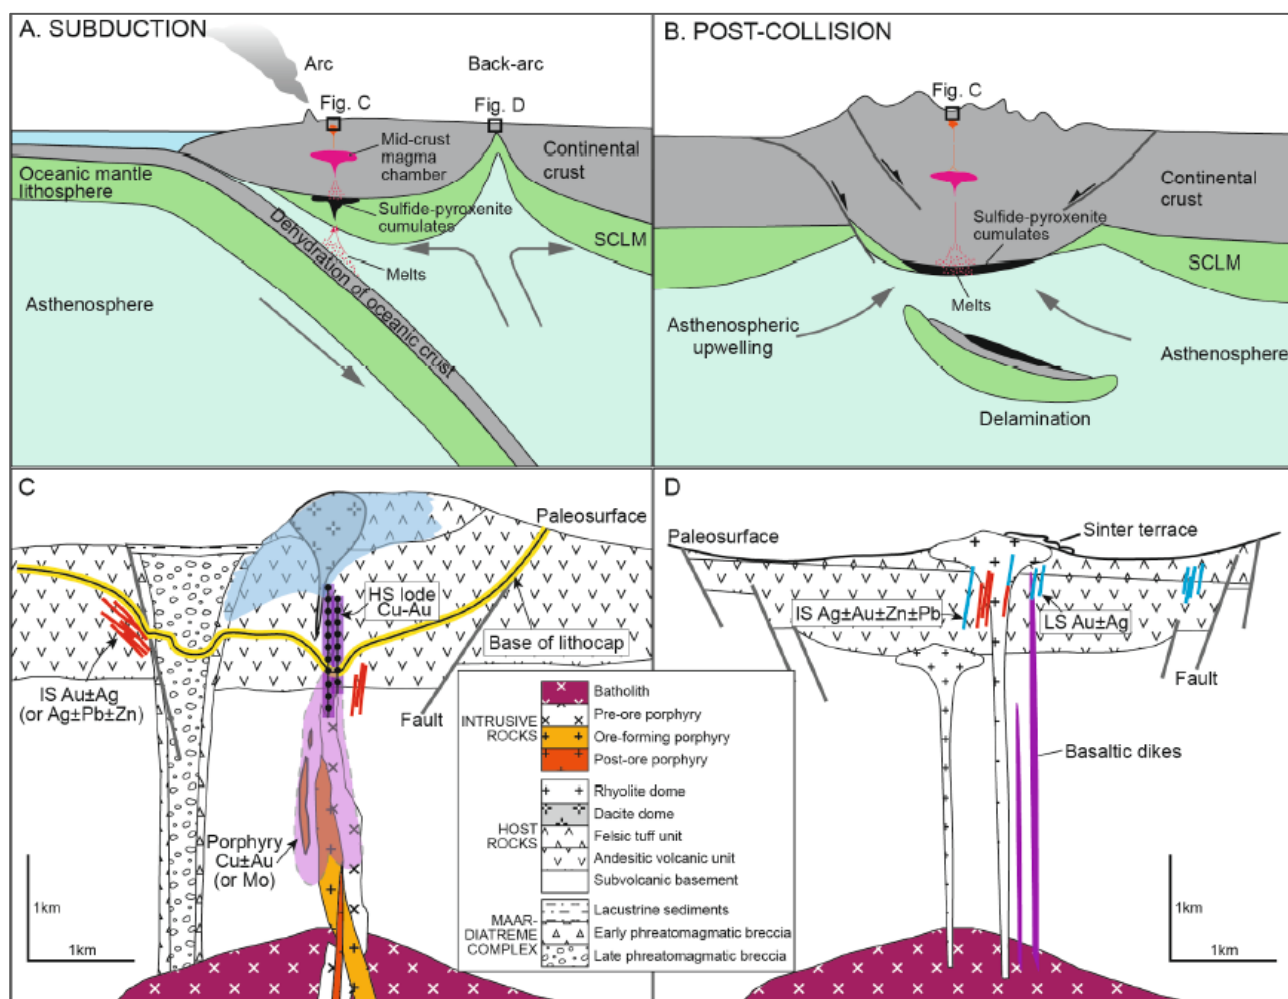 A. SUBDUCTION
Arc
Back-arc
Fig. C
Fig. D
Mid-crust
magma
chamber
Continental
crust
Oceanic mantle
lithosphere
Sulfide-pyroxenite
cumulates
Dehydration of oceanic crust
SCLM
Melts
Asthenosphere
B. POST-COLLISION
Fig. C
Continental
crust
Sulfide-pyroxenite
cumulates
SCLM
Melts
Asthenospheric
upwelling
Asthenosphere
Delamination
C
Paleosurface
HS lode
Cu-Au
Base of lithocap
IS Au±Ag
(or Ag±Pb±Zn)
Fault
Porphyry
Cu±Au
(or Mo)
1km
1km
INTRUSIVE
ROCKS
Batholith
Pre-ore porphyry
Ore-forming porphyry
Post-ore porphyry
HOST
ROCKS
Rhyolite dome
Dacite dome
Felsic tuff unit
Andesitic volcanic unit
Subvolcanic basement
MAAR-
DIATREME
COMPLEX
Lacustrine sediments
Early phreatomagmatic breccia
Late phreatomagmatic breccia
D
Paleosurface
Sinter terrace
IS Ag±Au±Zn±Pb
LS Au±Ag
Fault
Basaltic dikes
1km
1km